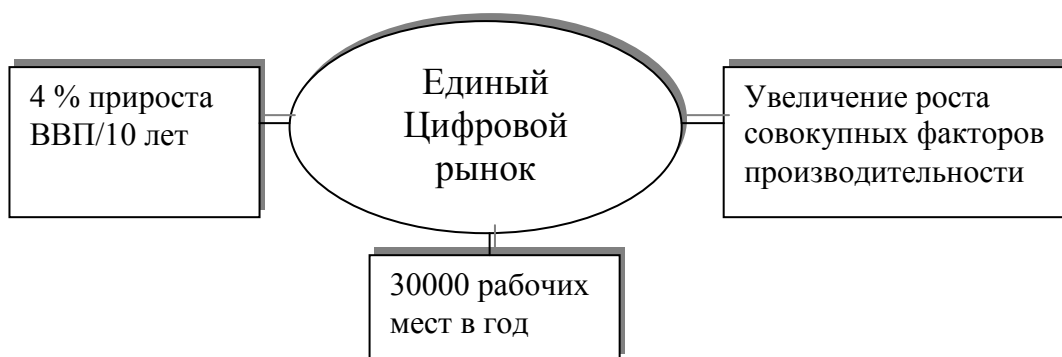 4 % прироста
ВВП/10 лет
Единый
Цифровой
рынок
Увеличение роста
совокупных факторов
производительности
30000 рабочих
мест в год